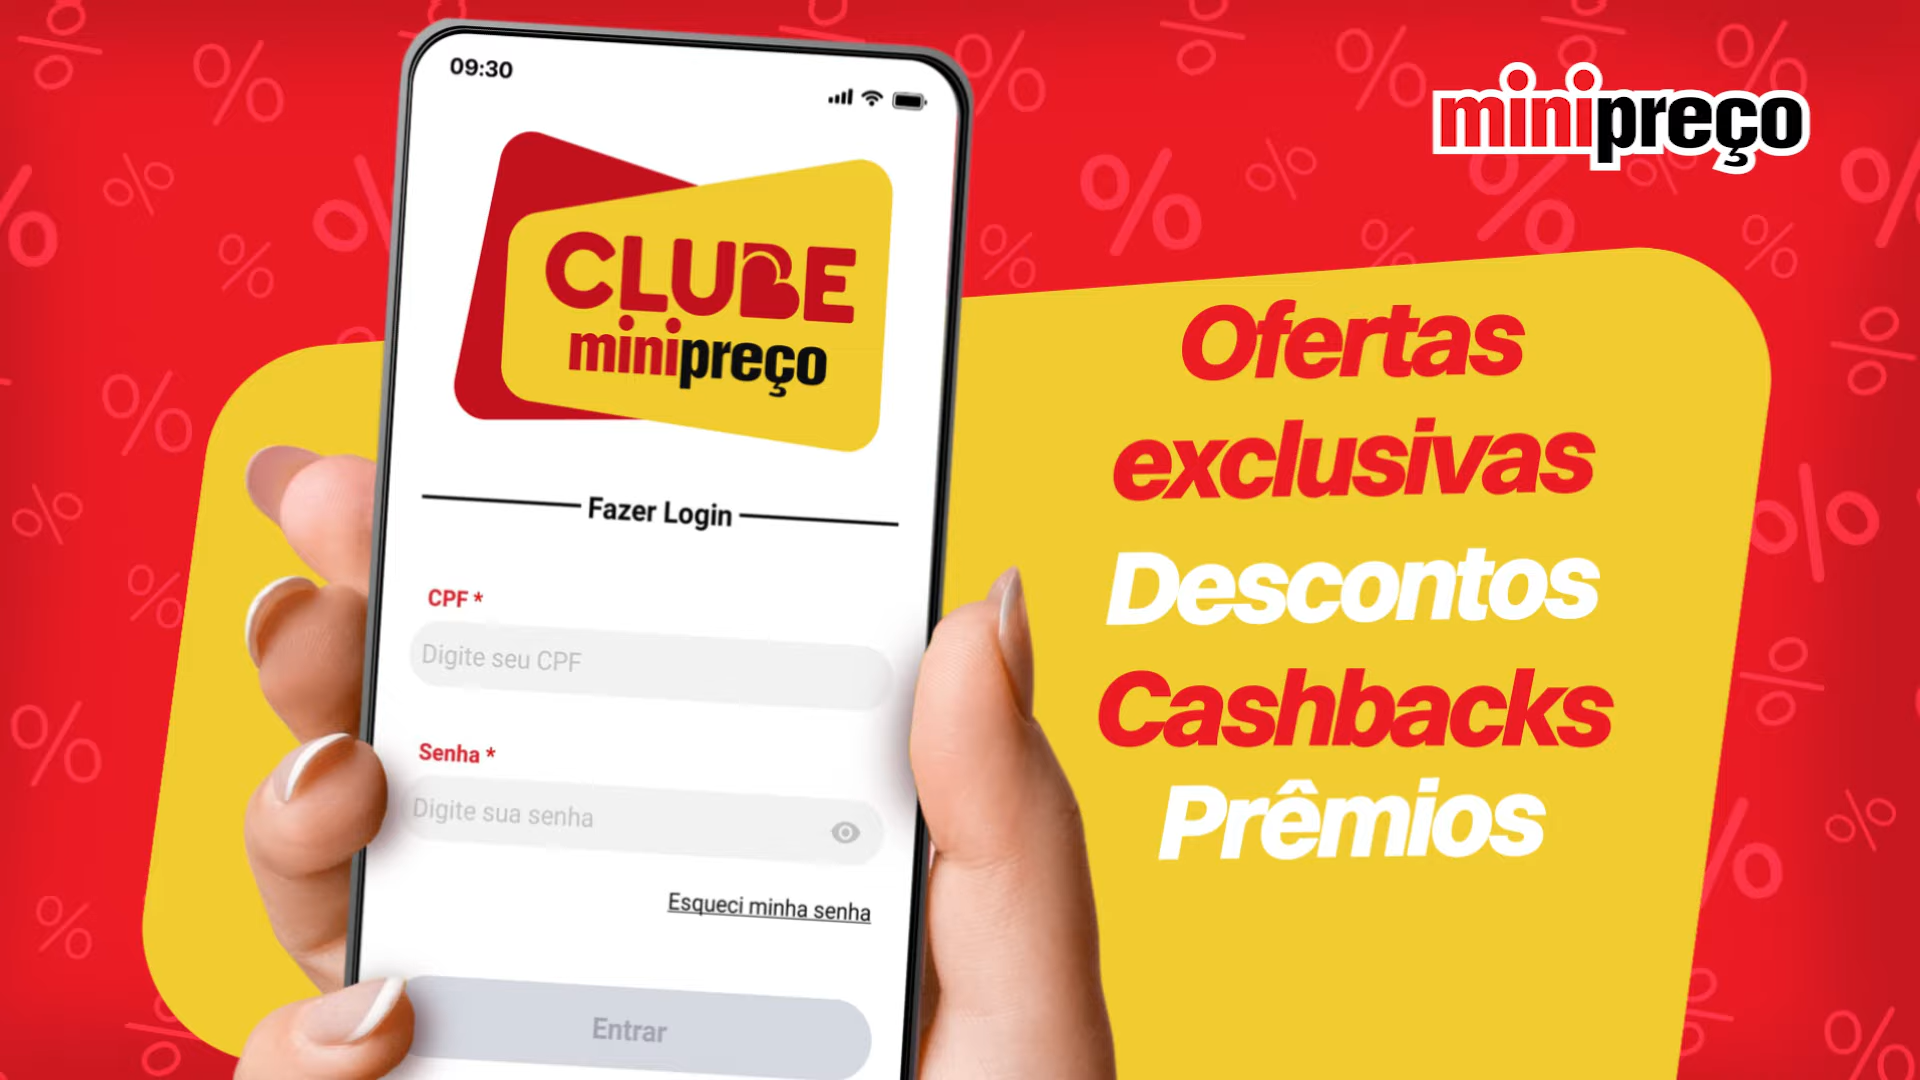 09:30
CLUBE
minipreço
Fazer Login
CPF *
Digite seu CPF
Senha *
Digite sua senha
Esqueci minha senha
Entrar
minipreço
Ofertas
exclusivas
Descontos
Cashbacks
Prêmios